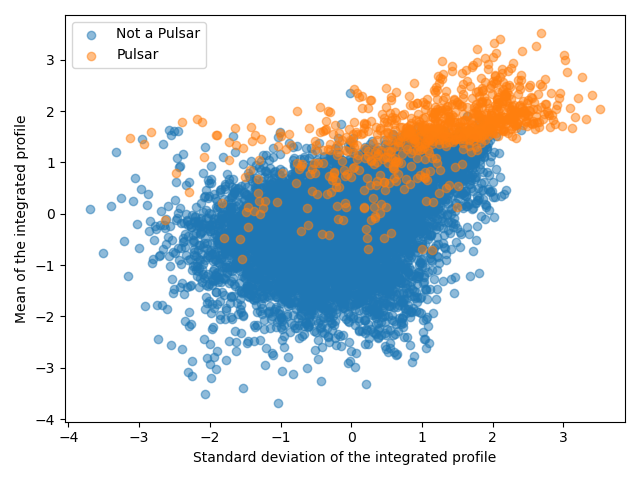 Not a Pulsar
Pulsar
Mean of the integrated profile
3
2
1
0
−1
−2
−3
−4
−4 −3 −2 −1 0 1 2 3
Standard deviation of the integrated profile